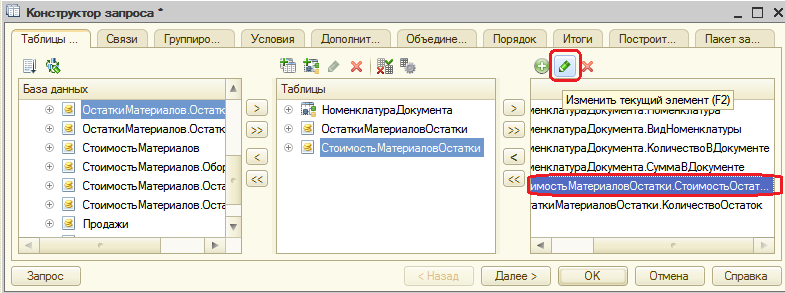 Конструктор запроса *
Таблицы ...
Связи
Группиро...
Условия
Дополнит...
Объедине...
Порядок
Итоги
Построит...
Пакет за...
База данных
ОстаткиМатериалов.Остатк
ОстаткиМатериалов.Остатк
СтоимостьМатериалов
СтоимостьМатериалов.Обор
СтоимостьМатериалов.Оста
СтоимостьМатериалов.Оста
Продажи
>
>>
<
<<
Таблицы
НоменклатураДокумента
ОстаткиМатериаловОстатки
СтоимостьМатериаловОстатки
>
>>
<
<<
Изменить текущий элемент (F2)
менклатураДокумента.Номенклатура
менклатураДокумента.ВидНоменклатуры
менклатураДокумента.КоличествоВДокументе
менклатураДокумента.СуммаВДокументе
имостьМатериаловОстатки.СтоимостьОстат...
таткиМатериаловОстатки.КоличествоОстаток
Запрос
< Назад
Далее >
OK
Отмена
Справка